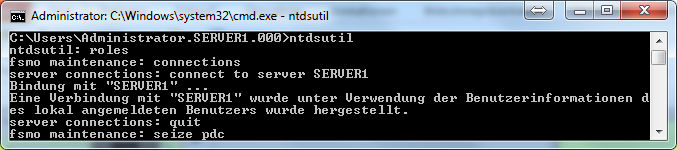 Administrator: C:\Windows\system32\cmd.exe - ntdsutil
C:\Users\Administrator.SERVER1.000>ntdsutil
ntdsutil: roles
fsmo maintenance: connections
server connections: connect to server SERVER1
Bindung mit "SERVER1" ...
Eine Verbindung mit "SERVER1" wurde unter Verwendung der Benutzerinformationen d
es lokal angemeldeten Benutzers wurde hergestellt.
server connections: quit
fsmo maintenance: seize pdc